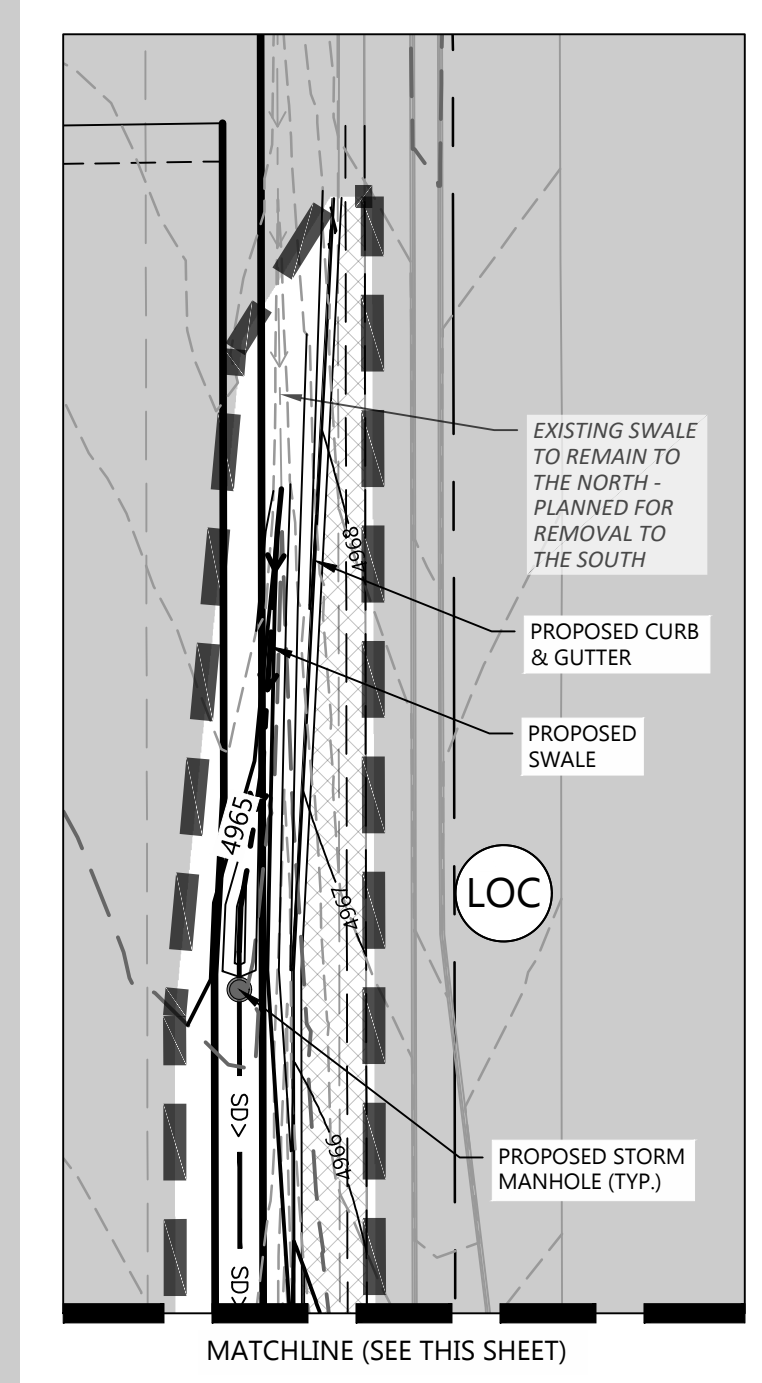 EXISTING SWALE
TO REMAIN TO
THE NORTH -
PLANNED FOR
REMOVAL TO
THE SOUTH
4968
PROPOSED CURB
& GUTTER
PROPOSED
SWALE
4965
LOC
4967
SD>
4966
PROPOSED STORM
MANHOLE (TYP.)
SD>
MATCHLINE (SEE THIS SHEET)